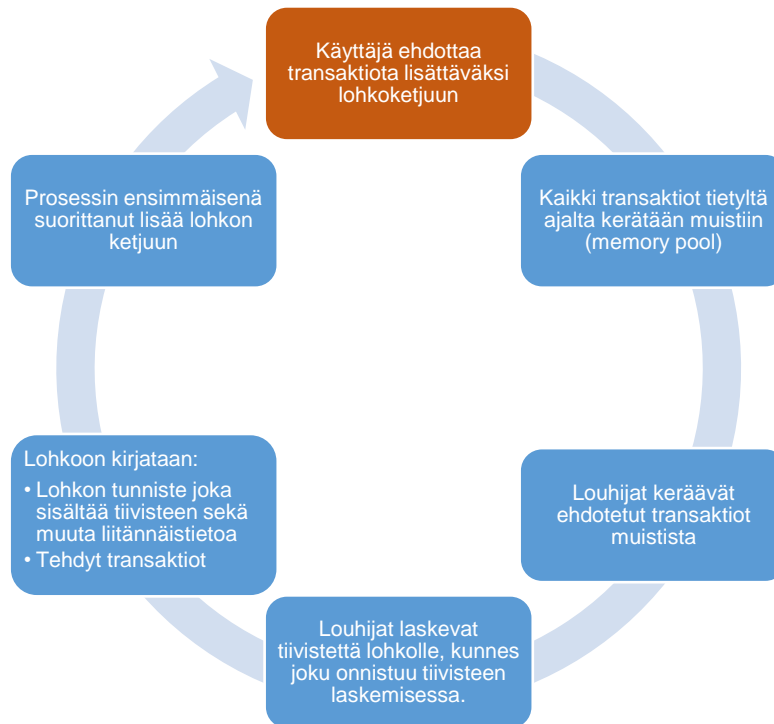 Käyttäjä ehdottaa
transaktiota lisättäväksi
lohkoketjuun
Kaikki transaktiot tietyltä
ajalta kerätään muistiin
(memory pool)
Louhijat keräävät
ehdotetut transaktiot
muistista
Louhijat laskevat
tiivistettä lohkolle, kunnes
joku onnistuu tiivisteen
laskemisessa.
Lohkoon kirjataan:
• Lohkon tunniste joka
sisältää tiivisteen sekä
muuta liitännäistietoa
• Tehdyt transaktiot
Prosessin ensimmäisenä
suorittanut lisää lohkon
ketjuun